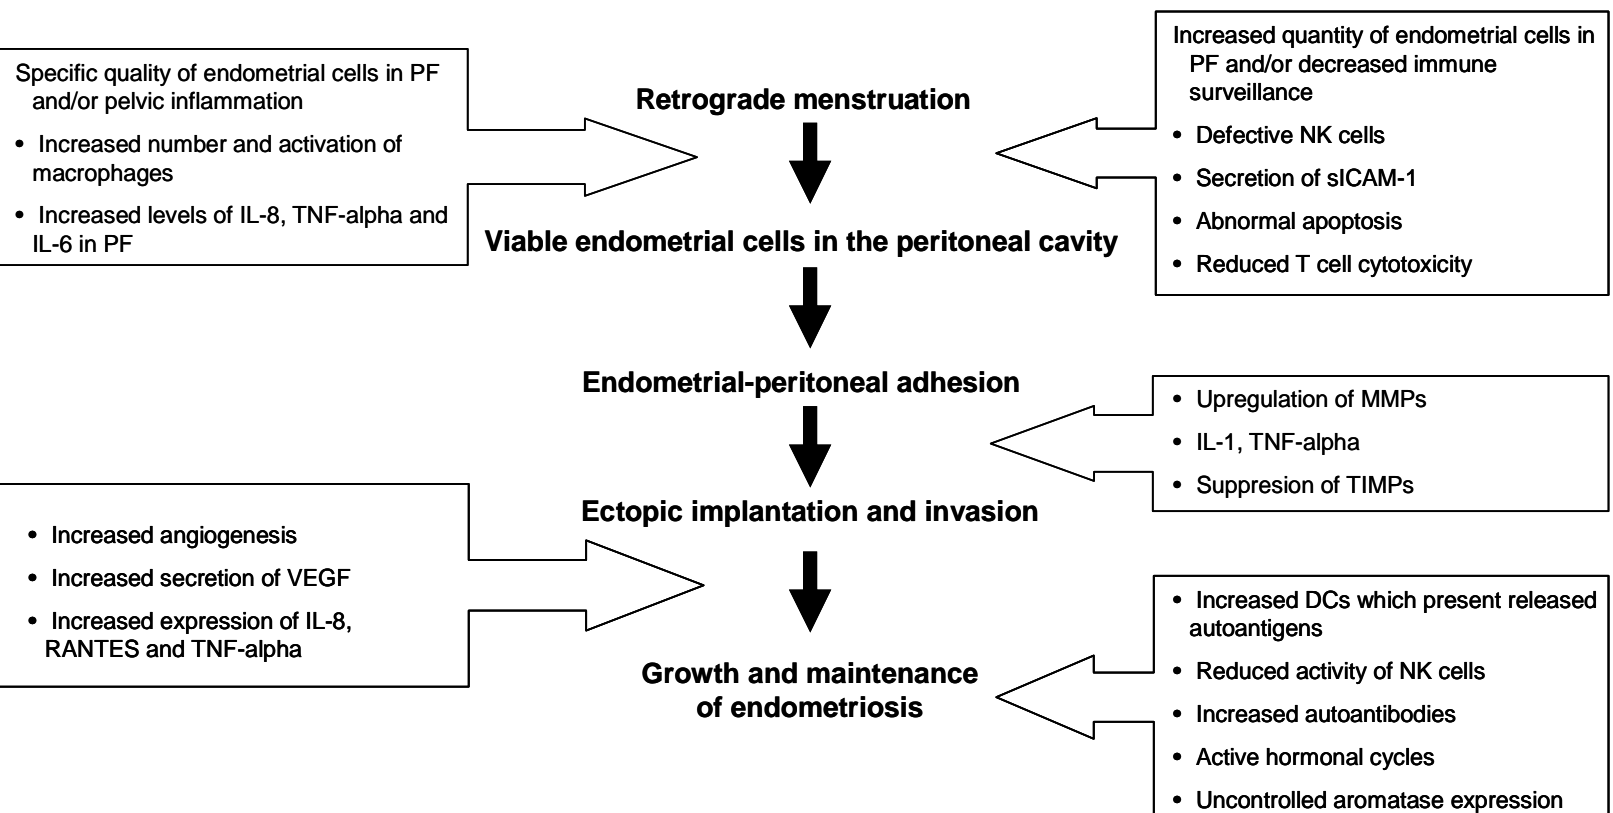 Specific quality of endometrial cells in PF
and/or pelvic inflammation
• Increased number and activation of
macrophages
• Increased levels of IL-8, TNF-alpha and
IL-6 in PF
Retrograde menstruation
Increased quantity of endometrial cells in
PF and/or decreased immune
surveillance
• Defective NK cells
• Secretion of sICAM-1
• Abnormal apoptosis
• Reduced T cell cytotoxicity
Viable endometrial cells in the peritoneal cavity
Endometrial-peritoneal adhesion
• Upregulation of MMPs
• IL-1, TNF-alpha
• Suppresion of TIMPs
Ectopic implantation and invasion
• Increased angiogenesis
• Increased secretion of VEGF
• Increased expression of IL-8,
RANTES and TNF-alpha
Growth and maintenance
of endometriosis
• Increased DCs which present released
autoantigens
• Reduced activity of NK cells
• Increased autoantibodies
• Active hormonal cycles
• Uncontrolled aromatase expression